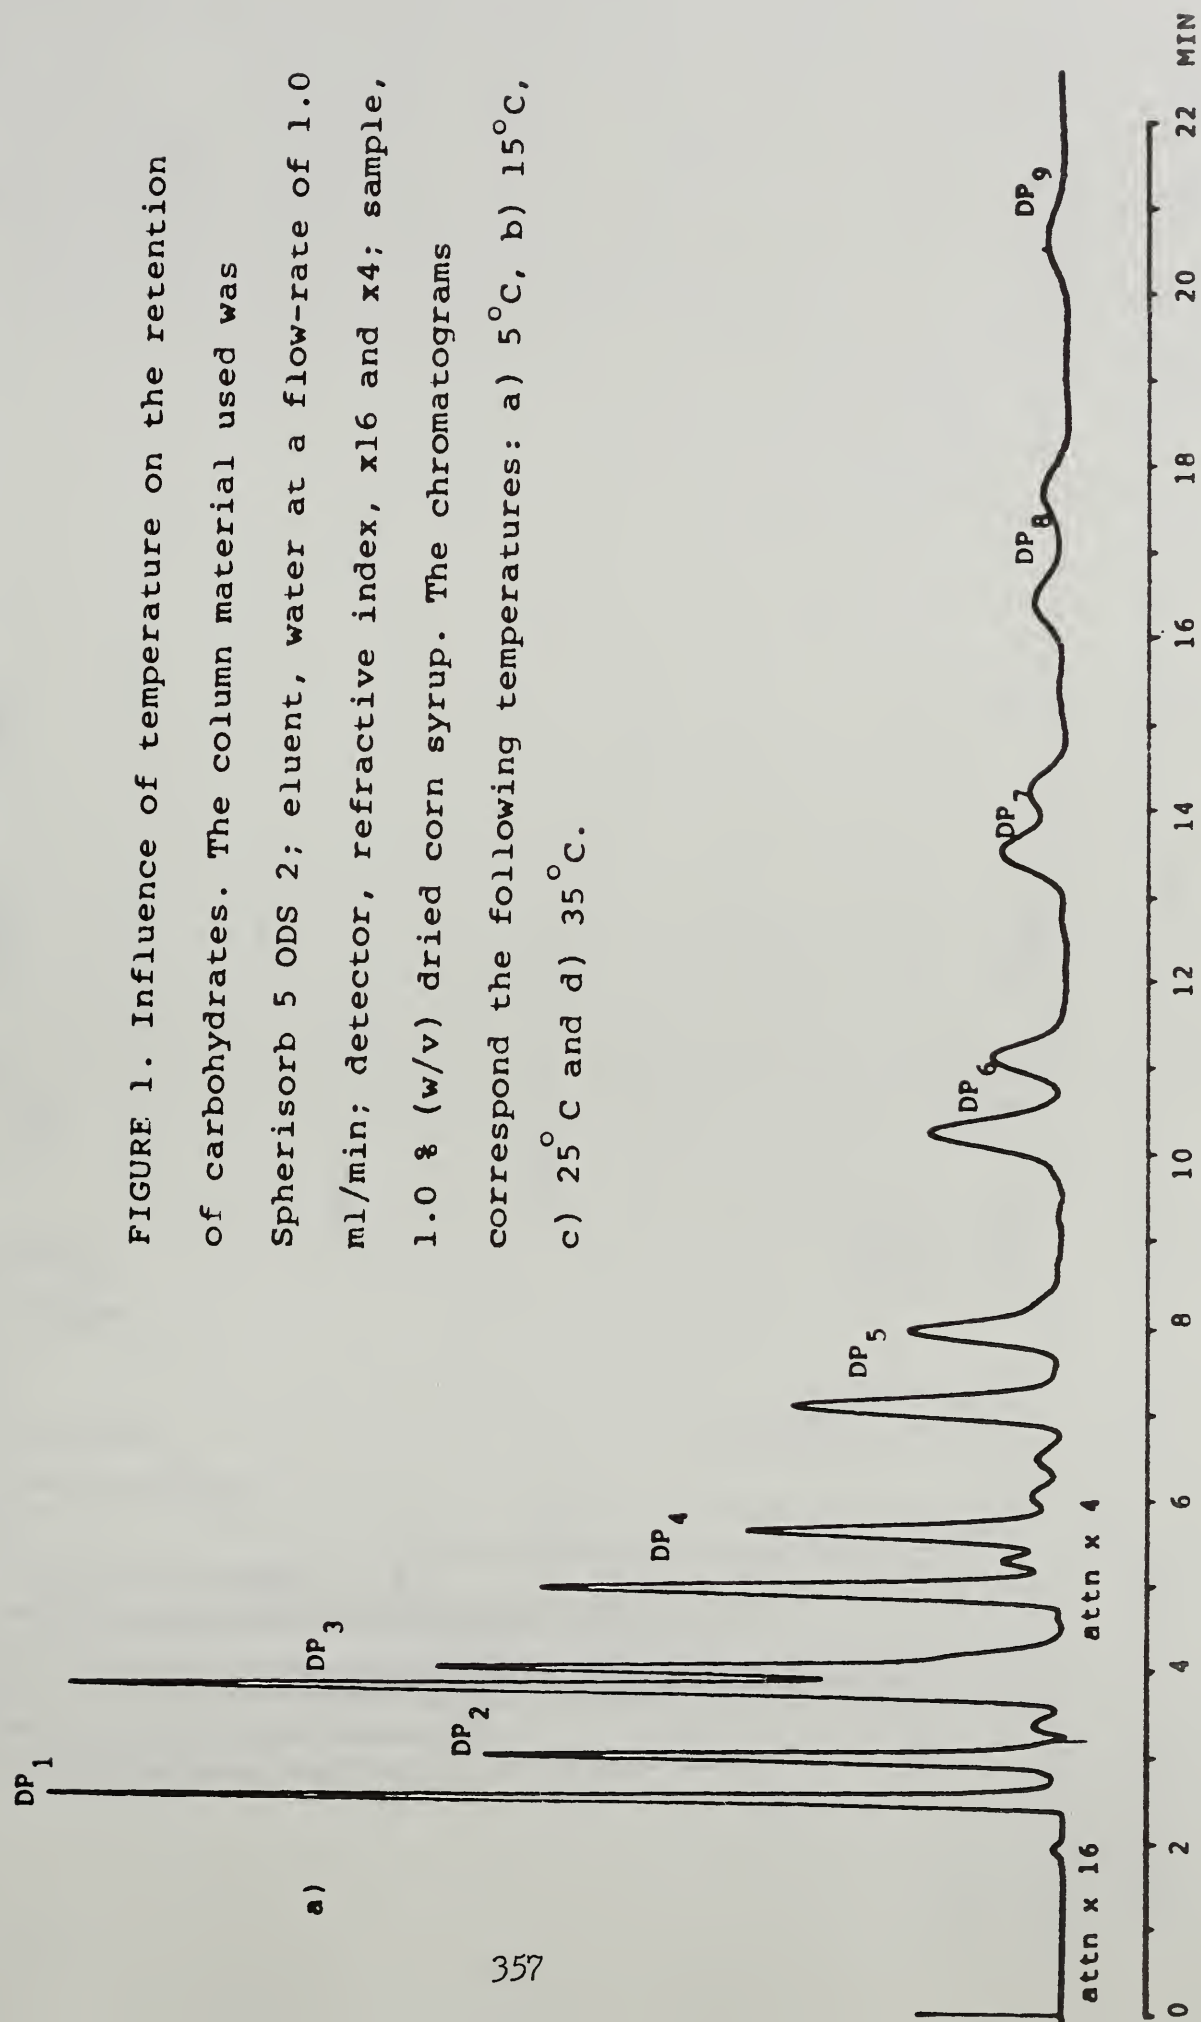 FIGURE 1. Influence of temperature on the retention
of carbohydrates. The column material used was
Spherisorb 5 ODS 2; eluent, water at a flow-rate of 1.0
ml/min; detector, refractive index, x16 and x4; sample,
1.0 % (w/v) dried corn syrup. The chromatograms
correspond the following temperatures: a) 5°C, b) 15°C,
c) 25°C and d) 35°C.
a)
DP1
DP2
DP3
DP4
DP5
DP6
DP7
DP8
DP9
attn x 16
attn x 4
0 2 4 6 8 10 12 14 16 18 20 22 MIN
357